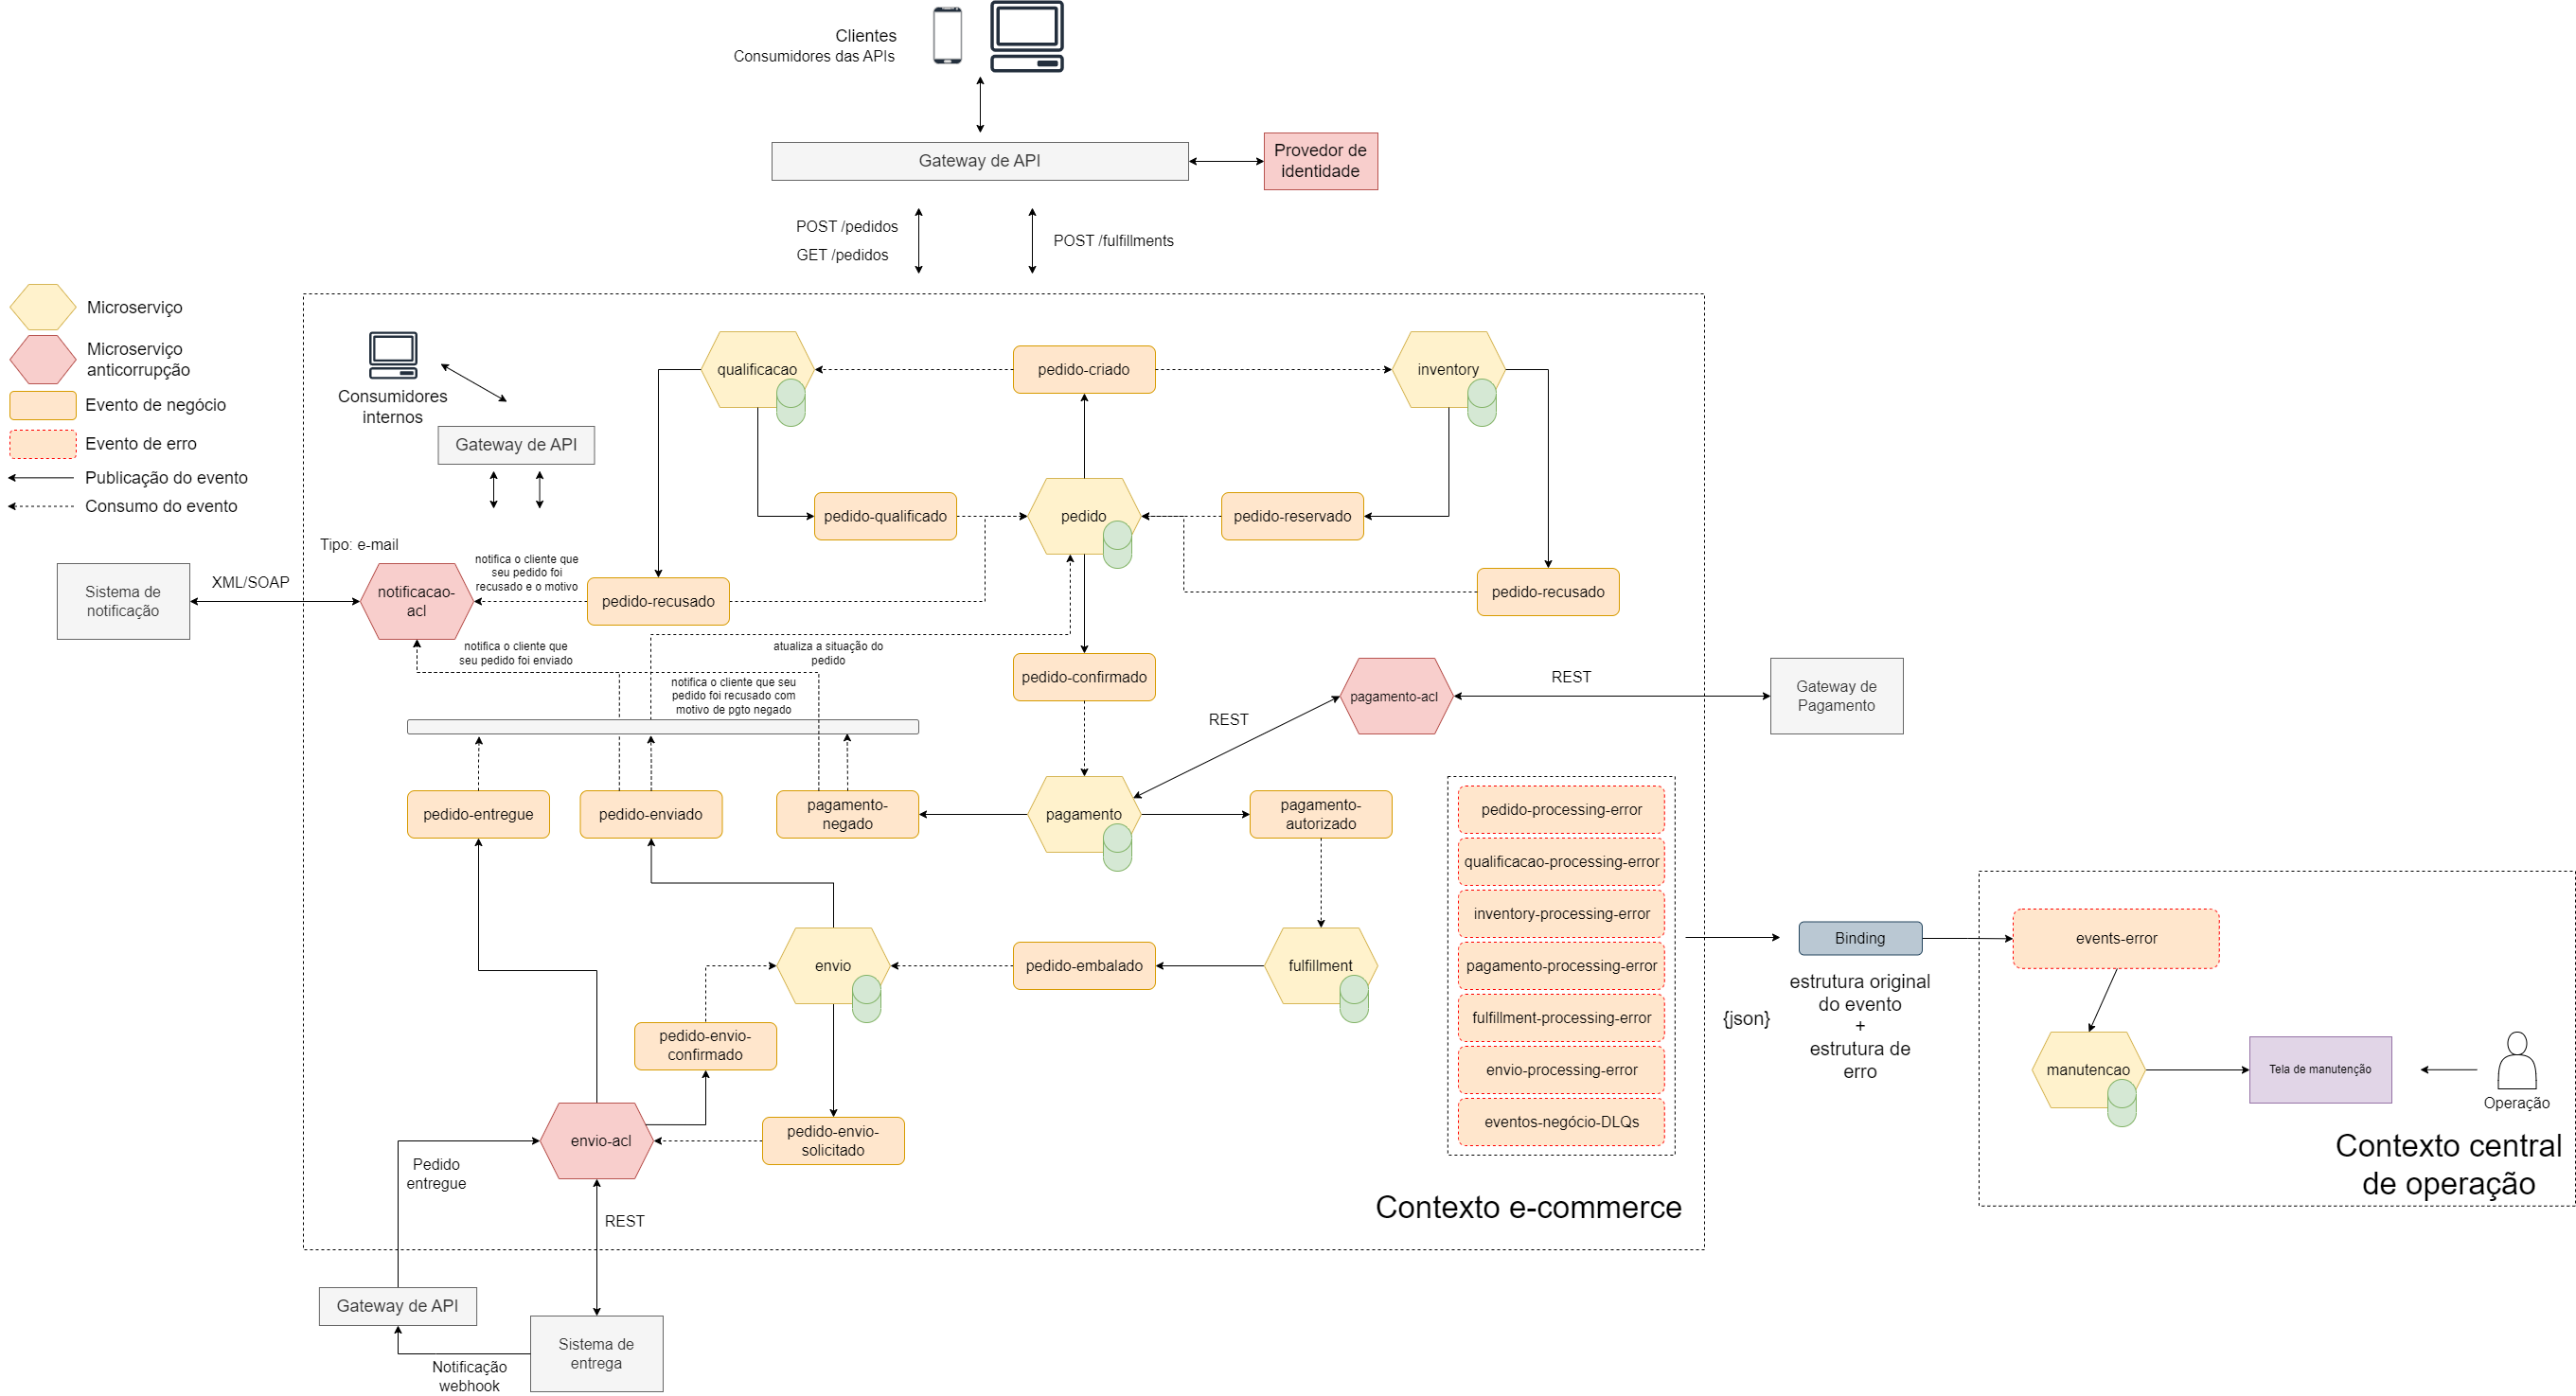 Clientes
Consumidores das APIs
Gateway de API
Provedor de
identidade
POST /pedidos
GET /pedidos
POST /fulfillments
Microserviço
Microserviço
anticorrupção
Evento de negócio
Evento de erro
Publicação do evento
Consumo do evento
Consumidores
internos
Gateway de API
qualificacao
pedido-criado
inventory
pedido-qualificado
pedido
pedido-reservado
Tipo: e-mail
Sistema de
notificação
XML/SOAP
notificacao-
acl
notifica o cliente que
seu pedido foi
recusado e o motivo
pedido-recusado
pedido-recusado
notifica o cliente que
seu pedido foi enviado
atualiza a situação do
pedido
notifica o cliente que seu
pedido foi recusado com
motivo de pgto negado
pedido-confirmado
pagamento-acl
REST
REST
Gateway de
Pagamento
pedido-entregue
pedido-enviado
pagamento-
negado
pagamento
pagamento-
autorizado
envio
pedido-embalado
fulfillment
pedido-envio-
confirmado
envio-acl
pedido-envio-
solicitado
Pedido
entregue
REST
Gateway de API
Sistema de
entrega
Notificação
webhook
pedido-processing-error
qualificacao-processing-error
inventory-processing-error
pagamento-processing-error
fulfillment-processing-error
envio-processing-error
eventos-negócio-DLQs
Contexto e-commerce
{json}
Binding
estrutura original
do evento
+
estrutura de
erro
events-error
manutencao
Tela de manutenção
Operação
Contexto central
de operação